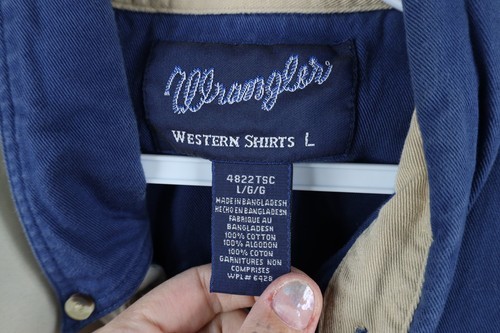 Wrangler
WESTERN SHIRTS L
4822TSC
L/G/G
MADE IN BANGLADESH
HECHO EN BANGLADESH
FABRIQUE AU
BANGLADESH
100% COTTON
100% ALGODON
100% COTON
GARNITURES NON
COMPRISES
WPL# 6428